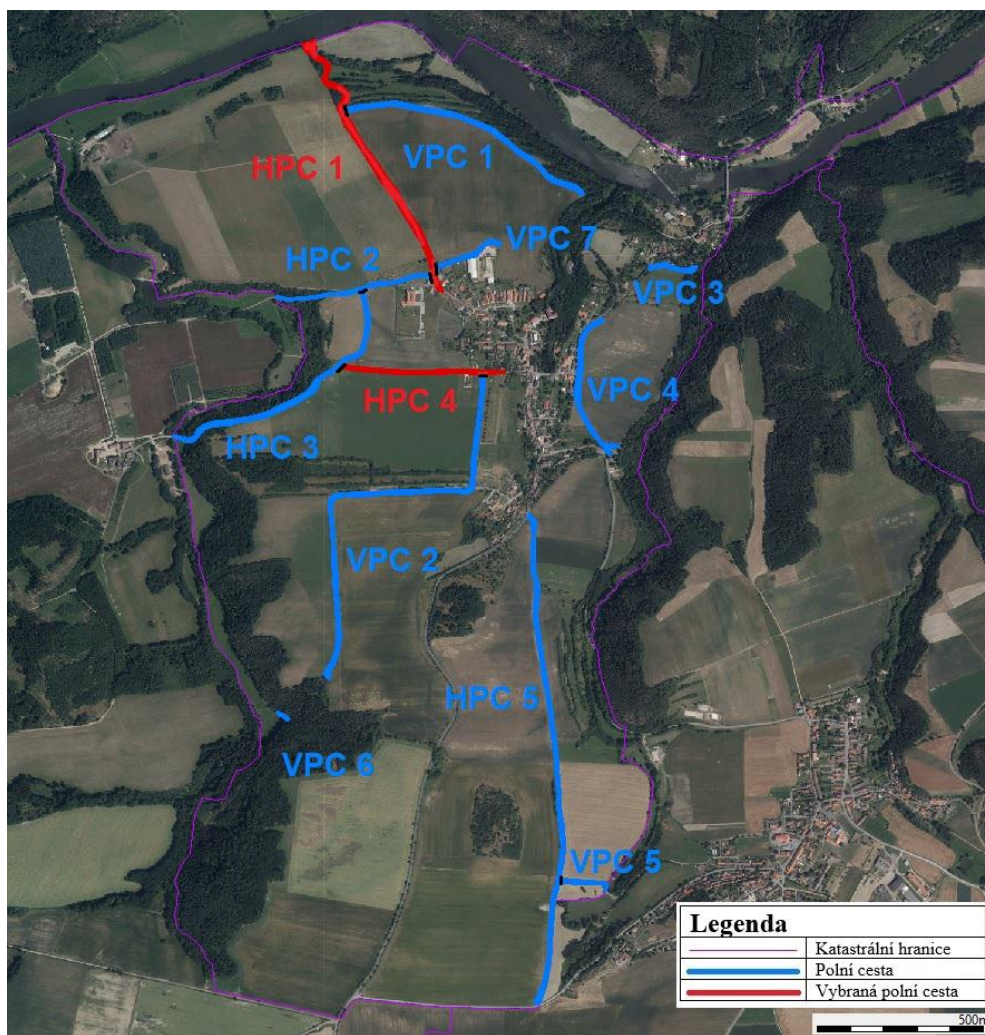 HPC 1
VPC 1
HPC 2
VPC 7
VPC 3
HPC 4
VPC 4
HPC 3
VPC 2
HPC 5
VPC 6
VPC 5
Legenda
Katastrální hranice
Polní cesta
Vybraná polní cesta
500m